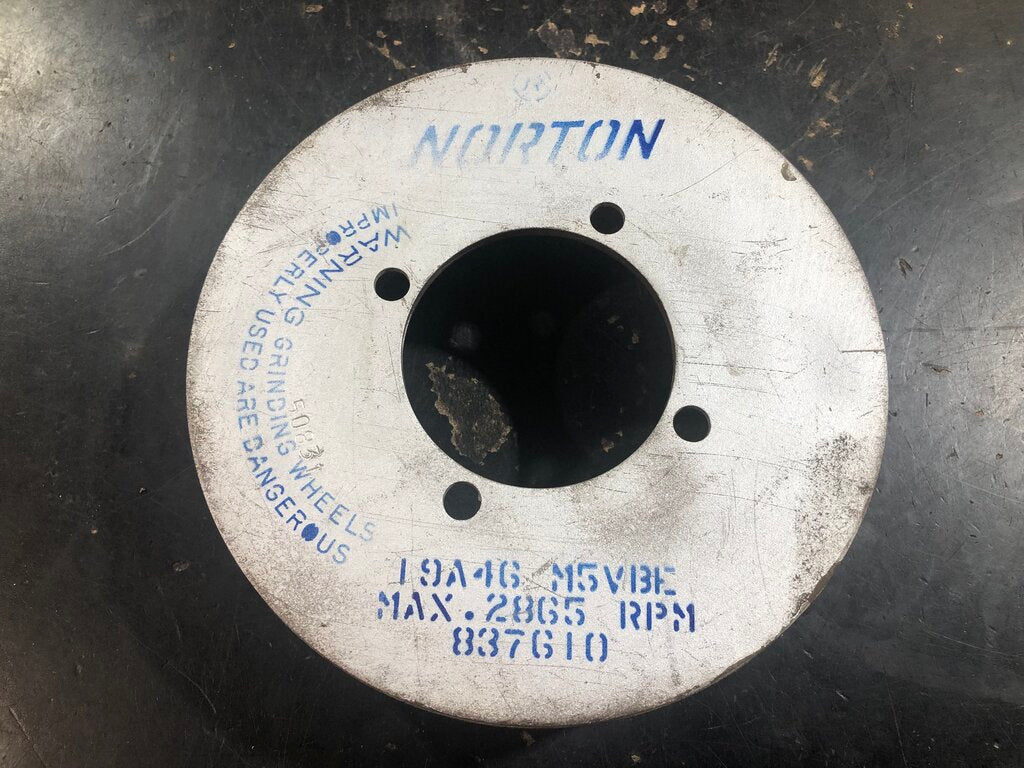 NORTON
WARNING GRINDING WHEELS
IMPROPERLY USED ARE DANGEROUS
19A46 M5VBE
MAX. 2865 RPM
837610